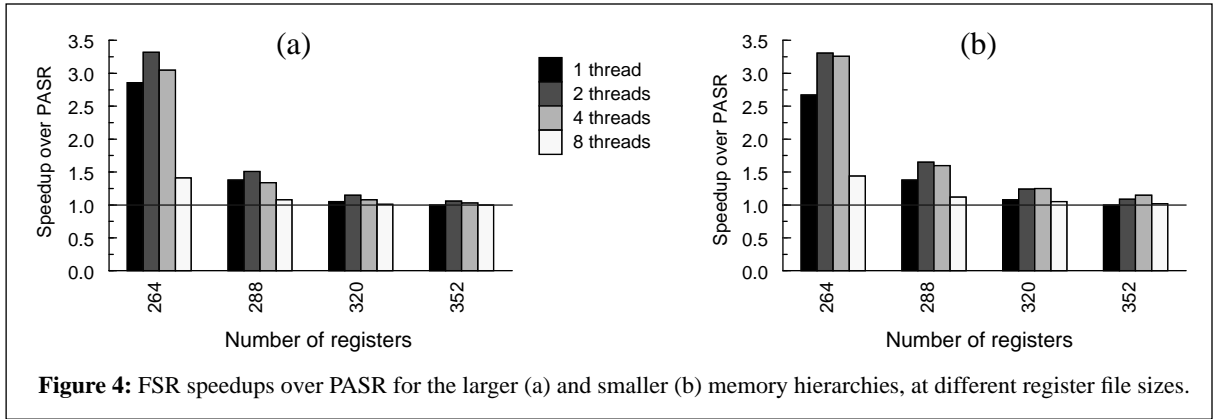 (a)
Speedup over PASR
3.5
3.0
2.5
2.0
1.5
1.0
0.5
0.0
264
288
320
352
Number of registers
1 thread
2 threads
4 threads
8 threads
(b)
Speedup over PASR
3.5
3.0
2.5
2.0
1.5
1.0
0.5
0.0
264
288
320
352
Number of registers
Figure 4: FSR speedups over PASR for the larger (a) and smaller (b) memory hierarchies, at different register file sizes.